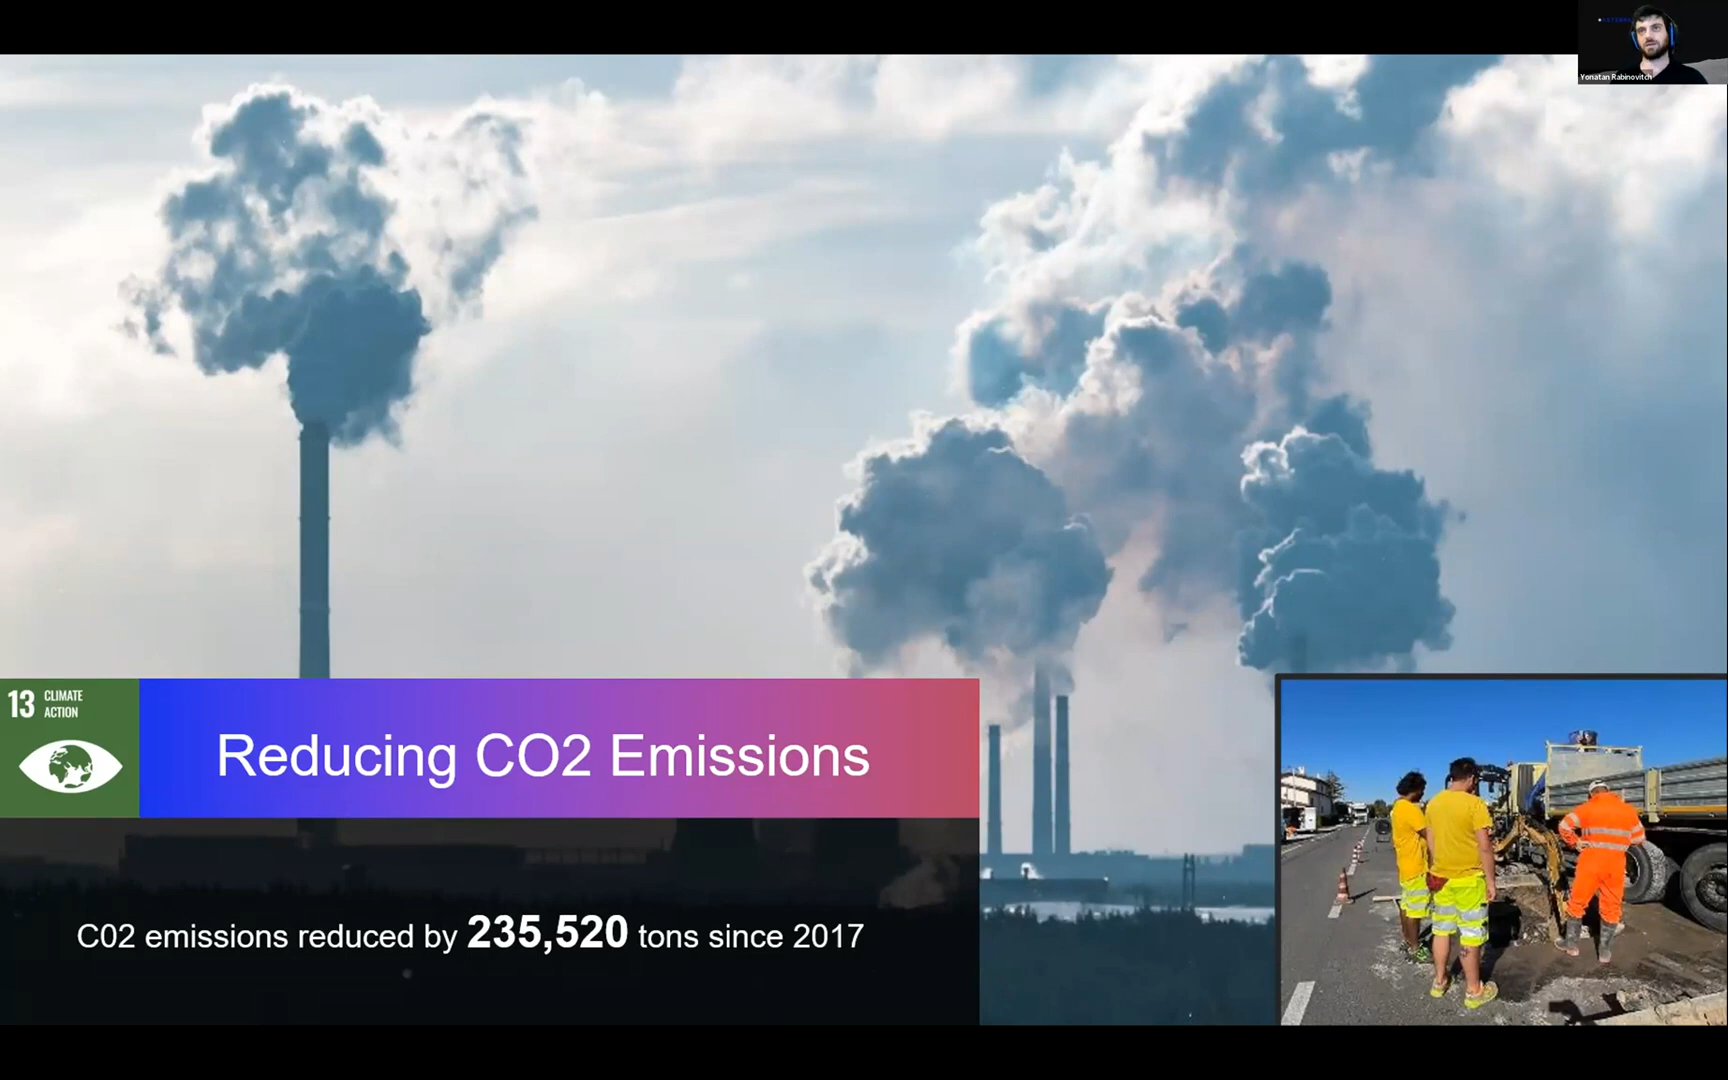 Yonatan Rabinovitch
13 CLIMATE
ACTION
Reducing CO2 Emissions
C02 emissions reduced by 235,520 tons since 2017